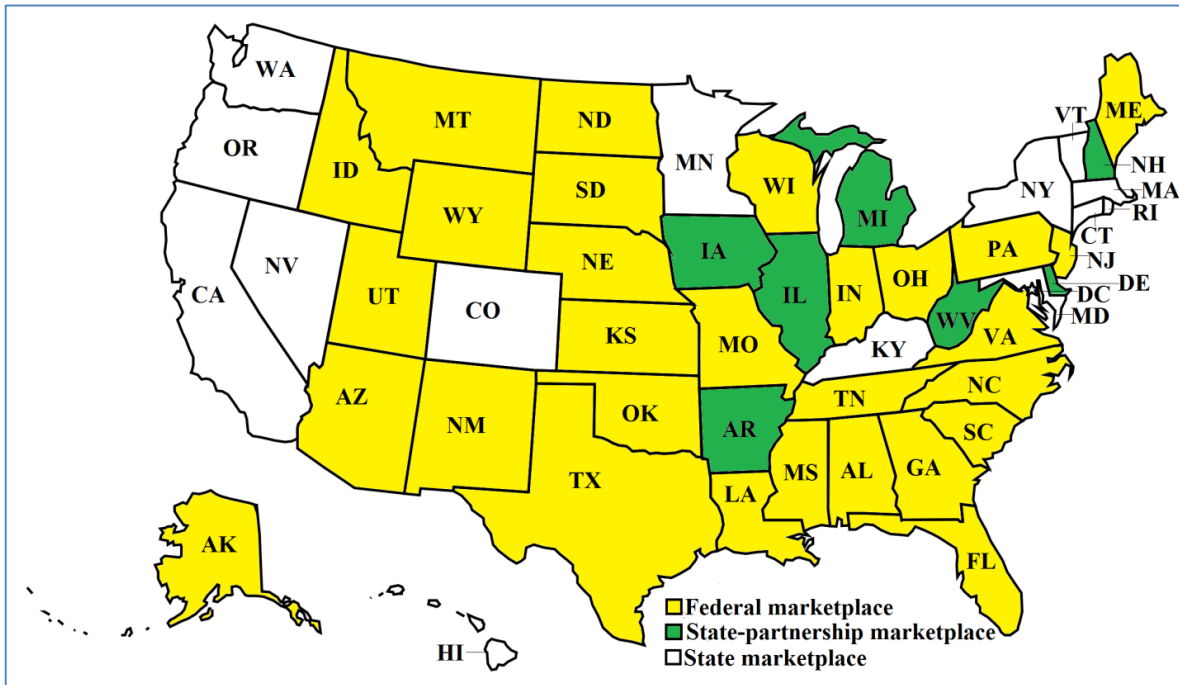 WA
MT
ND
MN
VT
ME
OR
ID
SD
WI
NY
NH
MA
WY
MI
RI
CT
PA
NJ
IA
NE
OH
DE
NV
IL
IN
DC
CA
UT
CO
WV
MD
KS
MO
KY
VA
AZ
NM
OK
TN
NC
AR
SC
TX
MS
AL
GA
LA
AK
FL
HI
Federal marketplace
State-partnership marketplace
State marketplace